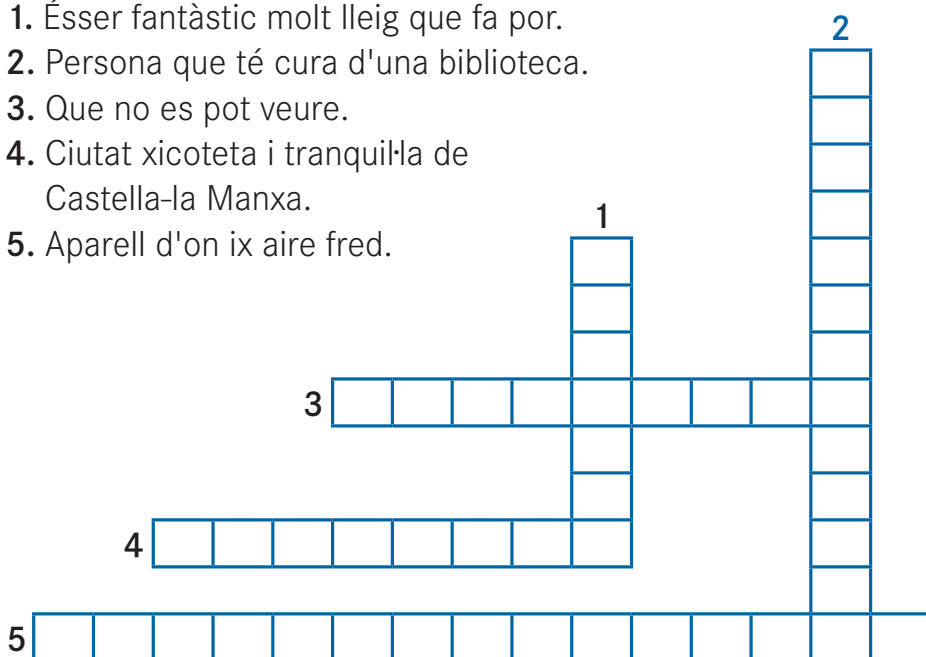 1. Ésser fantàstic molt lleig que fa por.
2. Persona que té cura d'una biblioteca.
3. Que no es pot veure.
4. Ciutat xicoteta i tranquil·la de
Castella-la Manxa.
5. Aparell d'on ix aire fred.
2
1
3
4
5